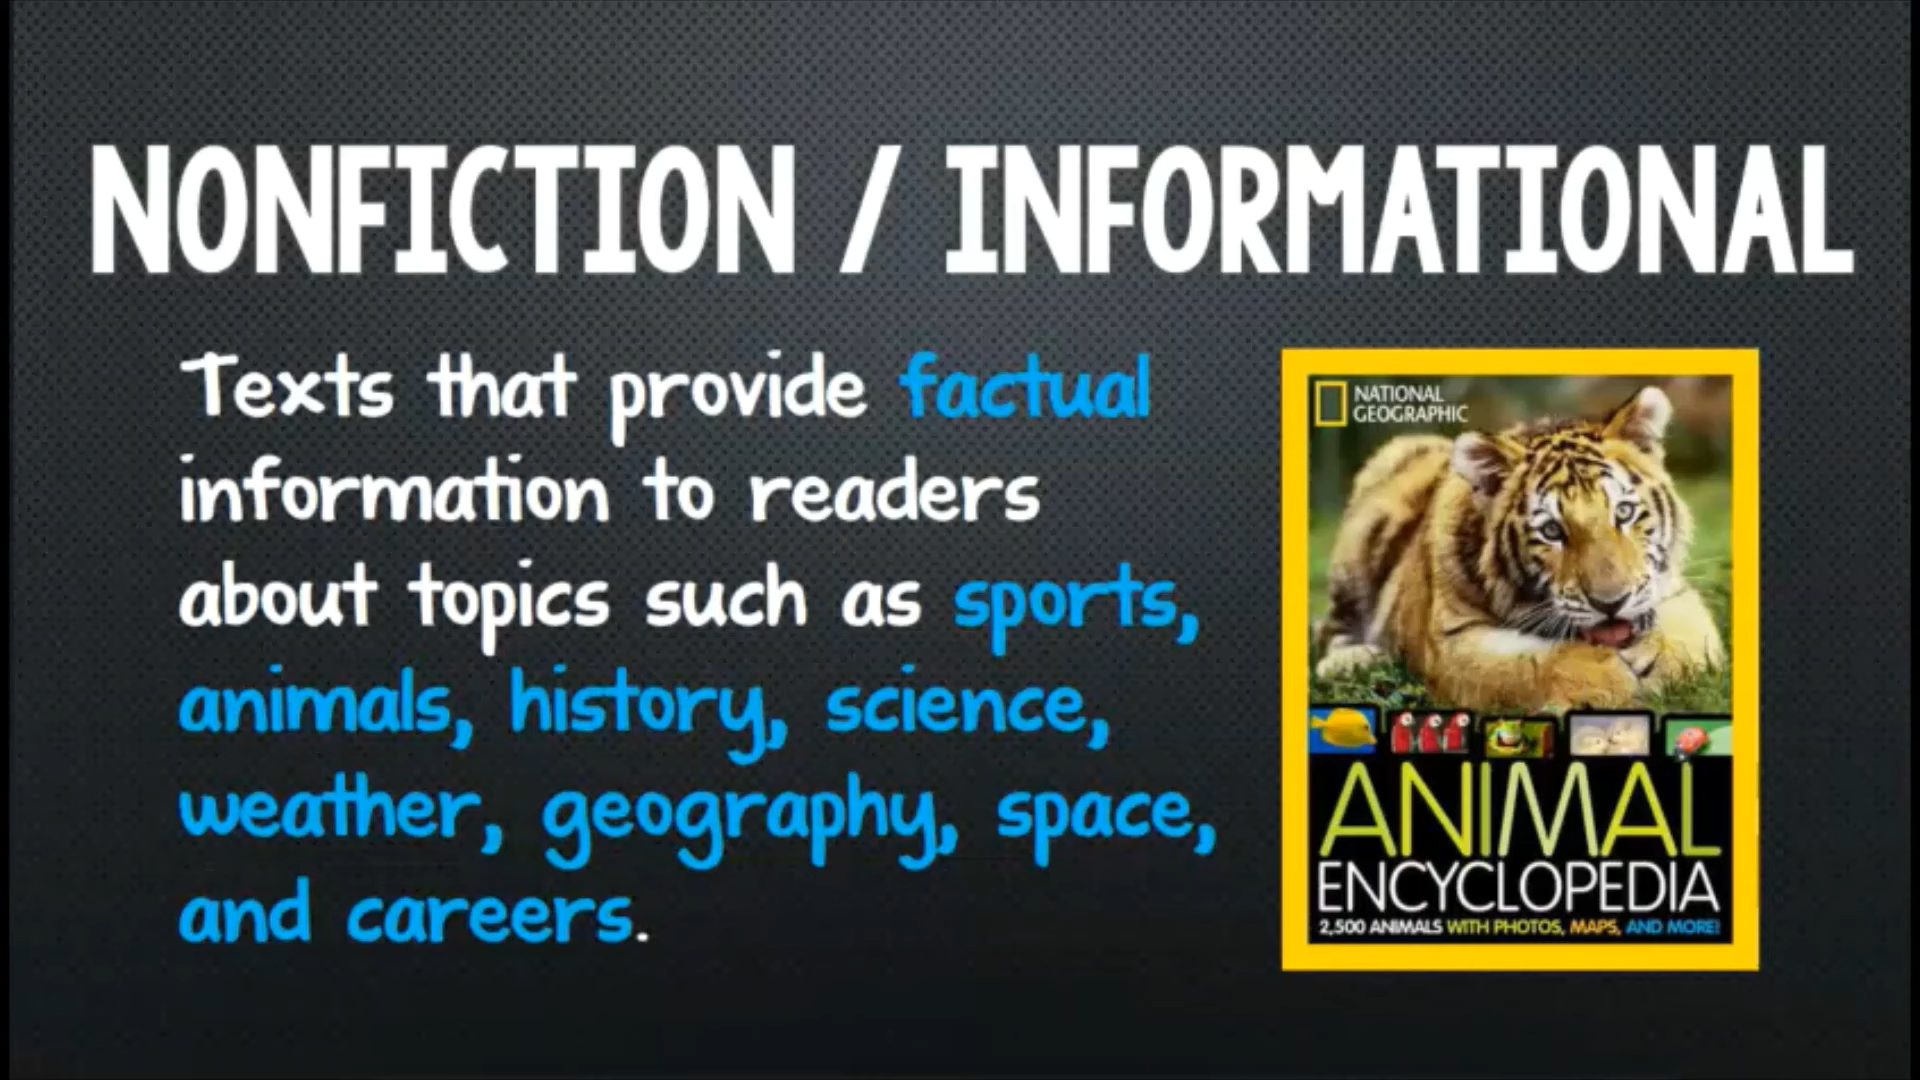 NONFICTION / INFORMATIONAL
Texts that provide factual
information to readers
about topics such as sports,
animals, history, science,
weather, geography, space,
and careers.
NATIONAL
GEOGRAPHIC
ANIMAL
ENCYCLOPEDIA
2,500 ANIMALS WITH PHOTOS, MAPS, AND MORE!